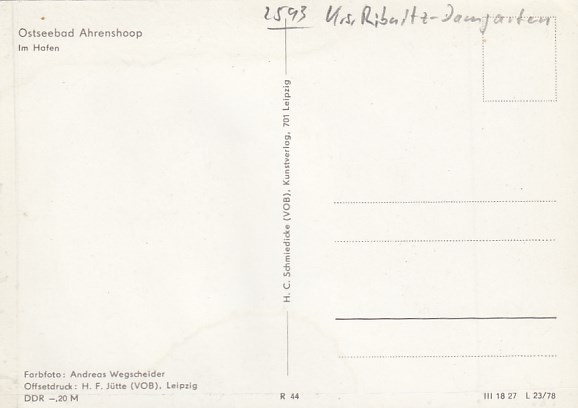 2593 Krs. Ribnitz-Damgarten
Ostseebad Ahrenshoop
Im Hafen
H. C. Schmiedicke (VOB), Kunstverlag, 701 Leipzig
Farbfoto: Andreas Wegscheider
Offsetdruck: H. F. Jütte (VOB), Leipzig
DDR –,20 M
R 44
III 18 27 L 23/78